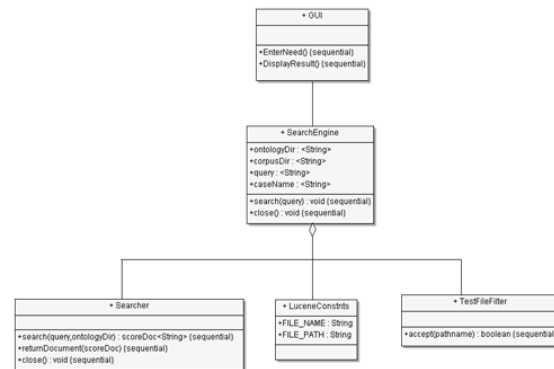 + GUI
+EnterNeed() (sequential)
+DisplayResult() (sequential)
+ SearchEngine
+ontologyDir : <String>
+corpusDir : <String>
+query : <String>
+caseName : <String>
+search(query) : void (sequential)
+close() : void (sequential)
+ Searcher
+search(query,ontologyDir) : scoreDoc<String> (sequential)
+returnDocument(scoreDoc) (sequential)
+close() : void (sequential)
+ LuceneConstnts
+FILE_NAME : String
+FILE_PATH : String
+ TestFileFilter
+accept(pathname) : boolean (sequential)